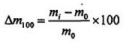 Δm₁₀₀ = (mᵢ − m₀) / m₀ ×100